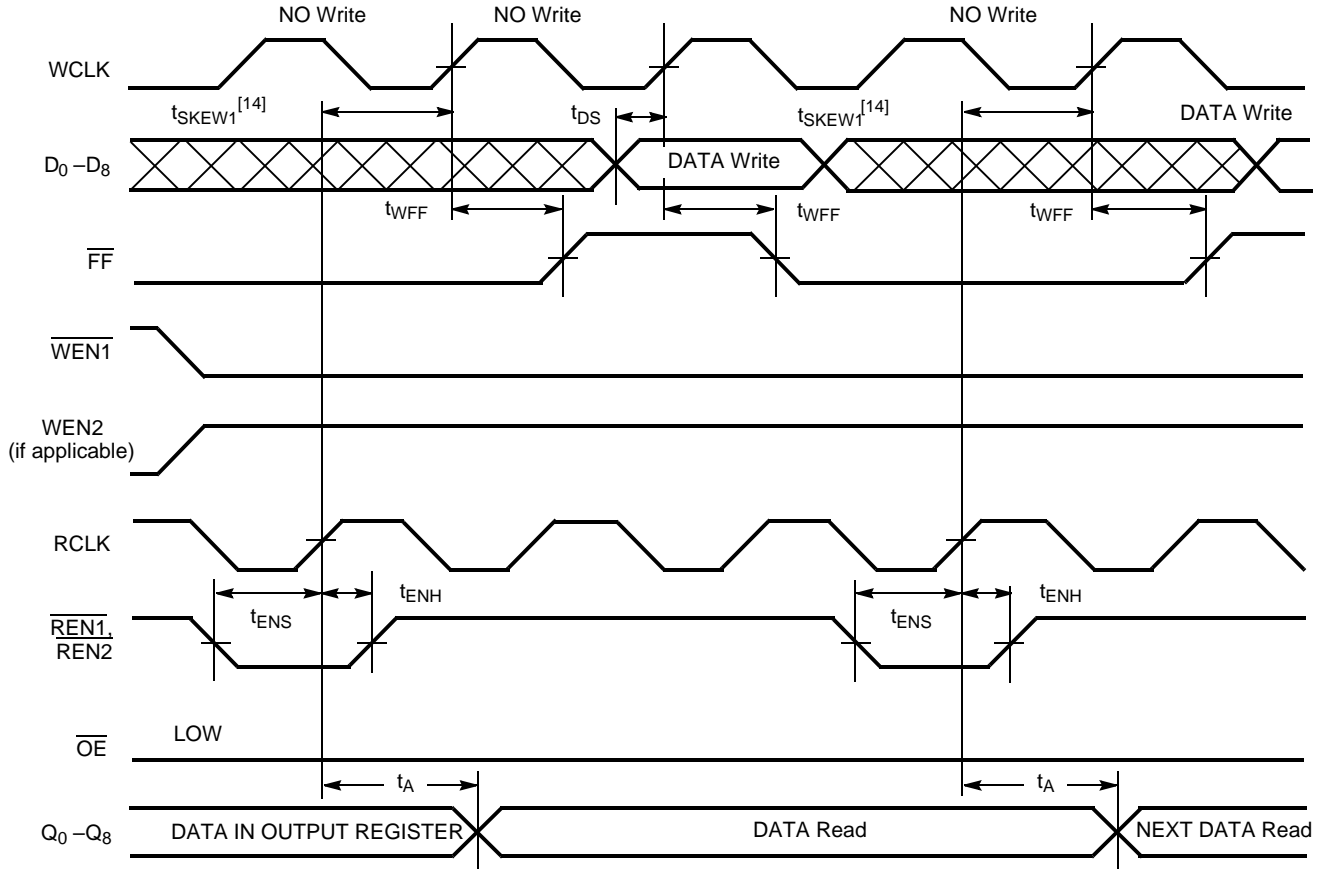 NO Write NO Write NO Write
WCLK
tSKEW1[14] tDS tSKEW1[14] DATA Write
D0 –D8 DATA Write
tWFF tWFF tWFF
FF
WEN1
WEN2
(if applicable)
RCLK
tENH tENH
tENS tENS
REN1,
REN2
LOW
OE
tA tA
Q0 –Q8 DATA IN OUTPUT REGISTER DATA Read NEXT DATA Read